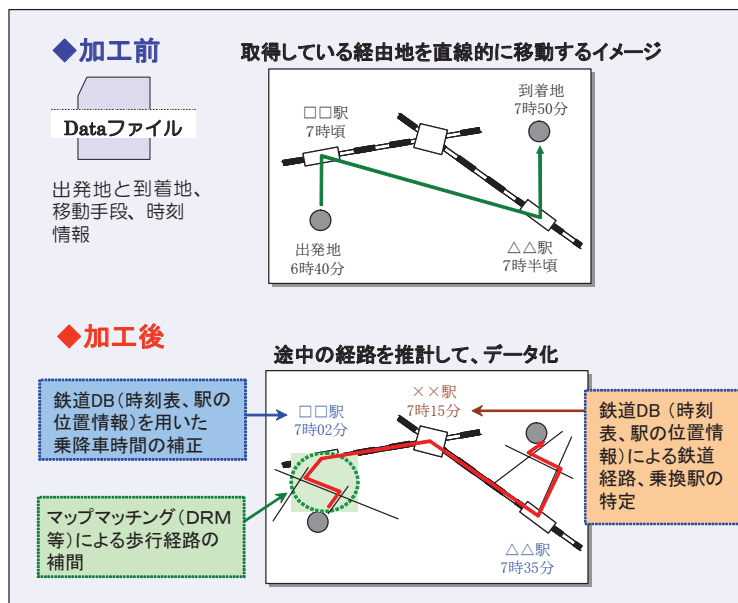 ◆加工前
取得している経由地を直線的に移動するイメージ
Dataファイル
出発地と到着地、
移動手段、時刻
情報
□□駅
7時頃
到着地
7時50分
出発地
6時40分
△△駅
7時半頃
◆加工後
途中の経路を推計して、データ化
鉄道DB(時刻表、駅の
位置情報)を用いた
乗降車時間の補正
マップマッチング(DRM
等)による歩行経路の
補間
□□駅
7時02分
××駅
7時15分
△△駅
7時35分
鉄道DB(時刻
表、駅の位置情
報)による鉄道
経路、乗換駅の
特定